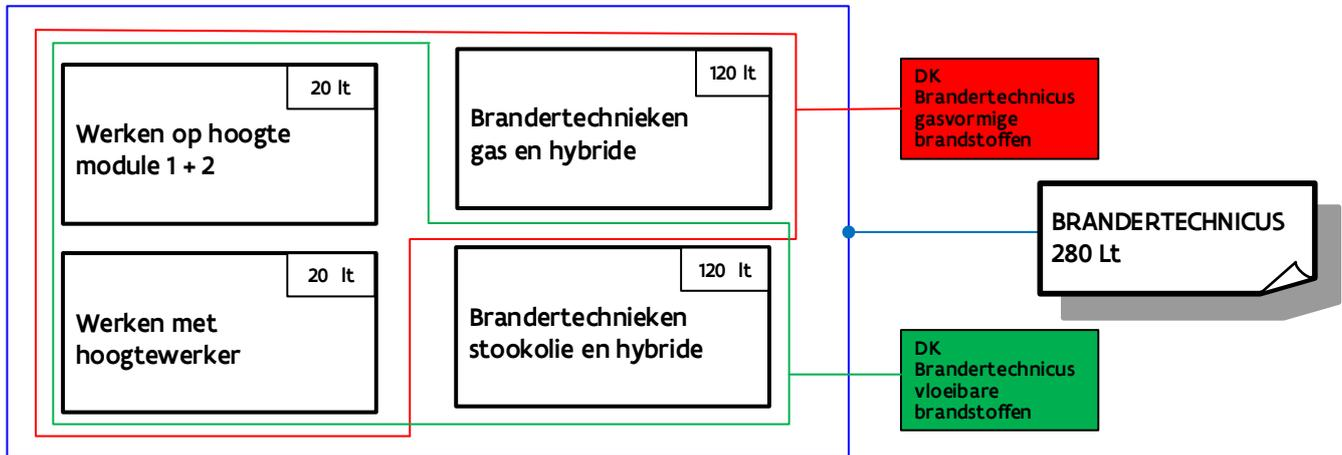 20 lt
Werken op hoogte
module 1 + 2
120 lt
Brandertechnieken
gas en hybride
DK
Brandertechnicus
gasvormige
brandstoffen
BRANDERTECHNICUS
280 Lt
20 lt
Werken met
hoogtewerker
120 lt
Brandertechnieken
stookolie en hybride
DK
Brandertechnicus
vloeibare
brandstoffen